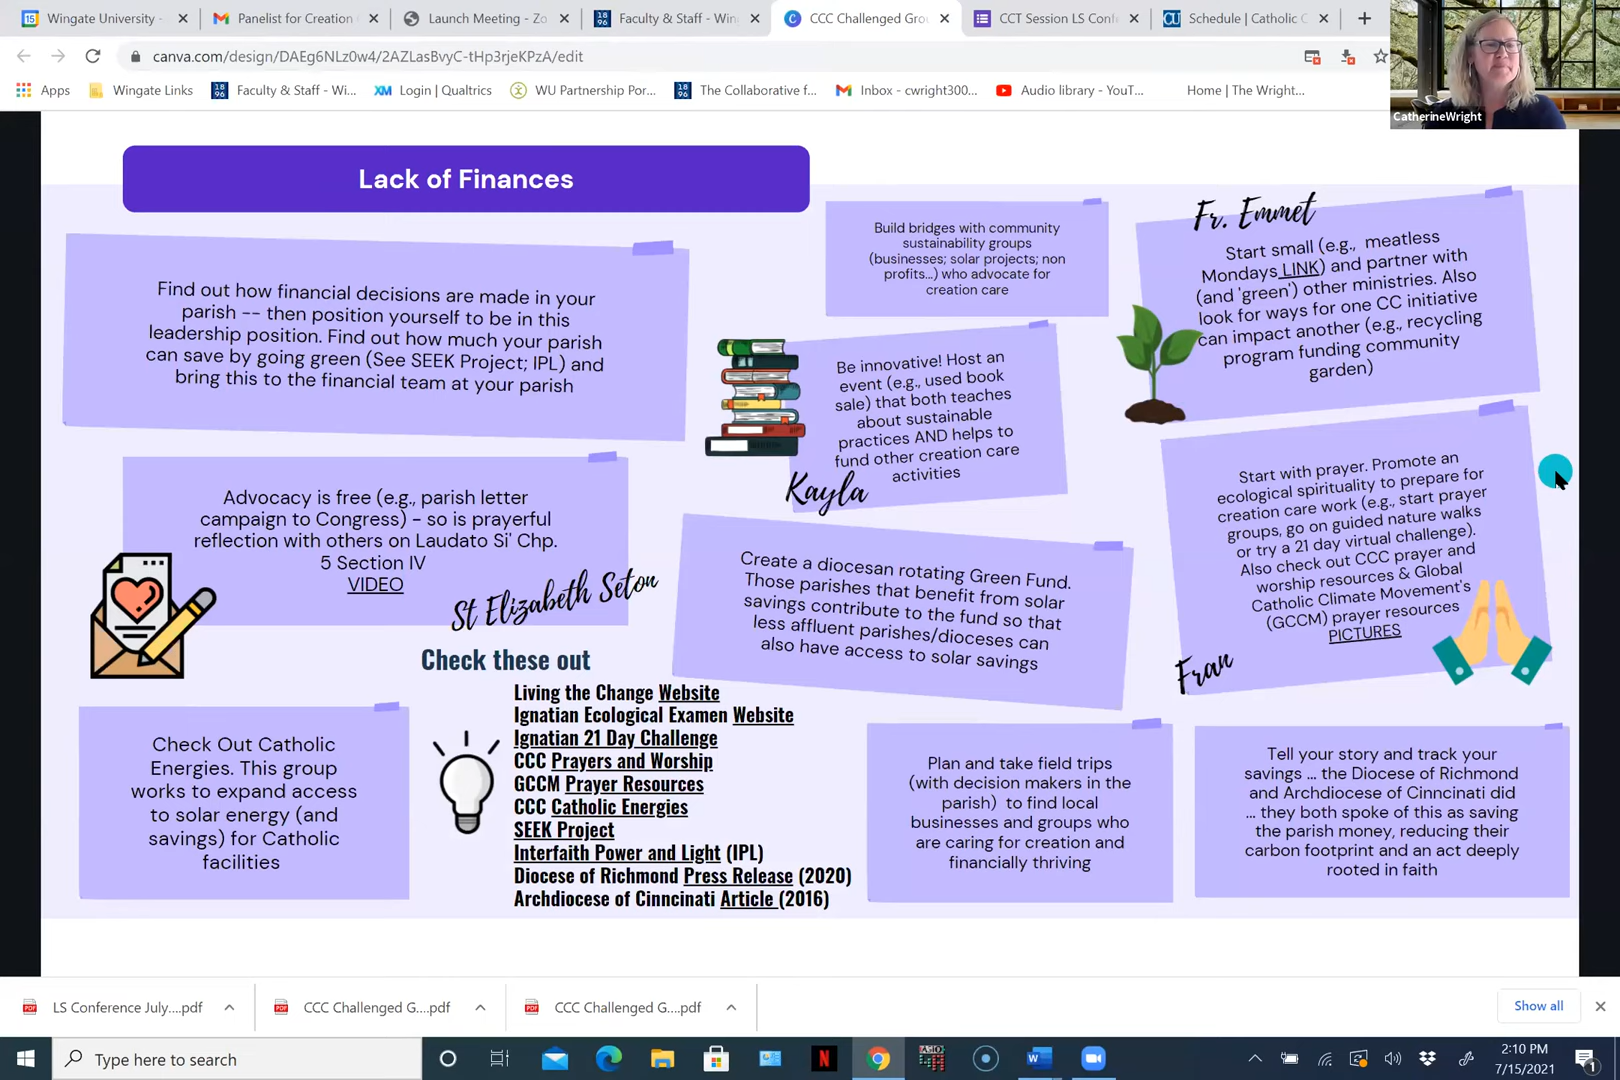 Wingate University -
Panelist for Creation
Launch Meeting - Zo
Faculty & Staff - Win
CCC Challenged Gro
CCT Session LS Conf
Schedule | Catholic C
canva.com/design/DAEg6NLz0w4/2AZLasBvyC-tHp3rjeKPzA/edit
Apps
Wingate Links
Faculty & Staff - Wi...
Login | Qualtrics
WU Partnership Por...
The Collaborative f...
Inbox - cwright300...
Audio library - YouT...
Home | The Wright...
CatherineWright
Lack of Finances
Find out how financial decisions are made in your
parish -- then position yourself to be in this
leadership position. Find out how much your parish
can save by going green (See SEEK Project; IPL) and
bring this to the financial team at your parish
Build bridges with community
sustainability groups
(businesses; solar projects; non
profits...) who advocate for
creation care
Fr. Emmet
Start small (e.g., meatless
Mondays LINK) and partner with
(and 'green') other ministries. Also
look for ways for one CC initiative
can impact another (e.g., recycling
program funding community
garden)
Be innovative! Host an
event (e.g., used book
sale) that both teaches
about sustainable
practices AND helps to
fund other creation care
activities
Kayla
Advocacy is free (e.g., parish letter
campaign to Congress) - so is prayerful
reflection with others on Laudato Si' Chp.
5 Section IV
VIDEO
St Elizabeth Seton
Create a diocesan rotating Green Fund.
Those parishes that benefit from solar
savings contribute to the fund so that
less affluent parishes/dioceses can
also have access to solar savings
Start with prayer. Promote an
ecological spirituality to prepare for
creation care work (e.g., start prayer
groups, go on guided nature walks
or try a 21 day virtual challenge).
Also check out CCC prayer and
worship resources & Global
Catholic Climate Movement's
(GCCM) prayer resources
PICTURES
Fran
Check these out
Living the Change Website
Ignatian Ecological Examen Website
Ignatian 21 Day Challenge
CCC Prayers and Worship
GCCM Prayer Resources
CCC Catholic Energies
SEEK Project
Interfaith Power and Light (IPL)
Diocese of Richmond Press Release (2020)
Archdiocese of Cinncinati Article (2016)
Check Out Catholic
Energies. This group
works to expand access
to solar energy (and
savings) for Catholic
facilities
Plan and take field trips
(with decision makers in the
parish) to find local
businesses and groups who
are caring for creation and
financially thriving
Tell your story and track your
savings ... the Diocese of Richmond
and Archdiocese of Cinncinati did
... they both spoke of this as saving
the parish money, reducing their
carbon footprint and an act deeply
rooted in faith
LS Conference July....pdf
CCC Challenged G....pdf
CCC Challenged G....pdf
Show all
Type here to search
2:10 PM
7/15/2021